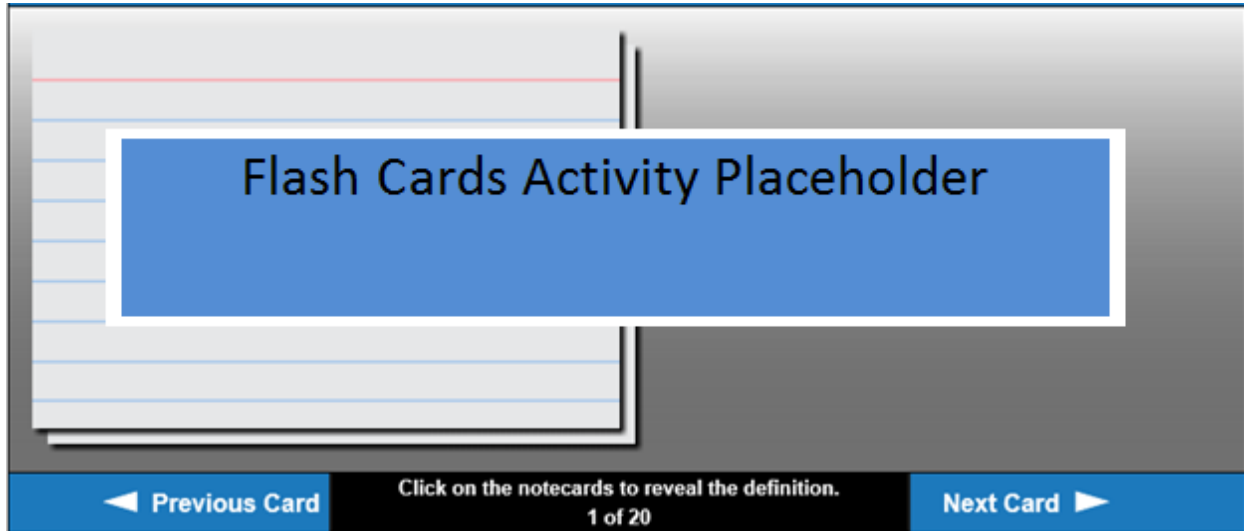 Flash Cards Activity Placeholder
Previous Card
Click on the notecards to reveal the definition.
1 of 20
Next Card